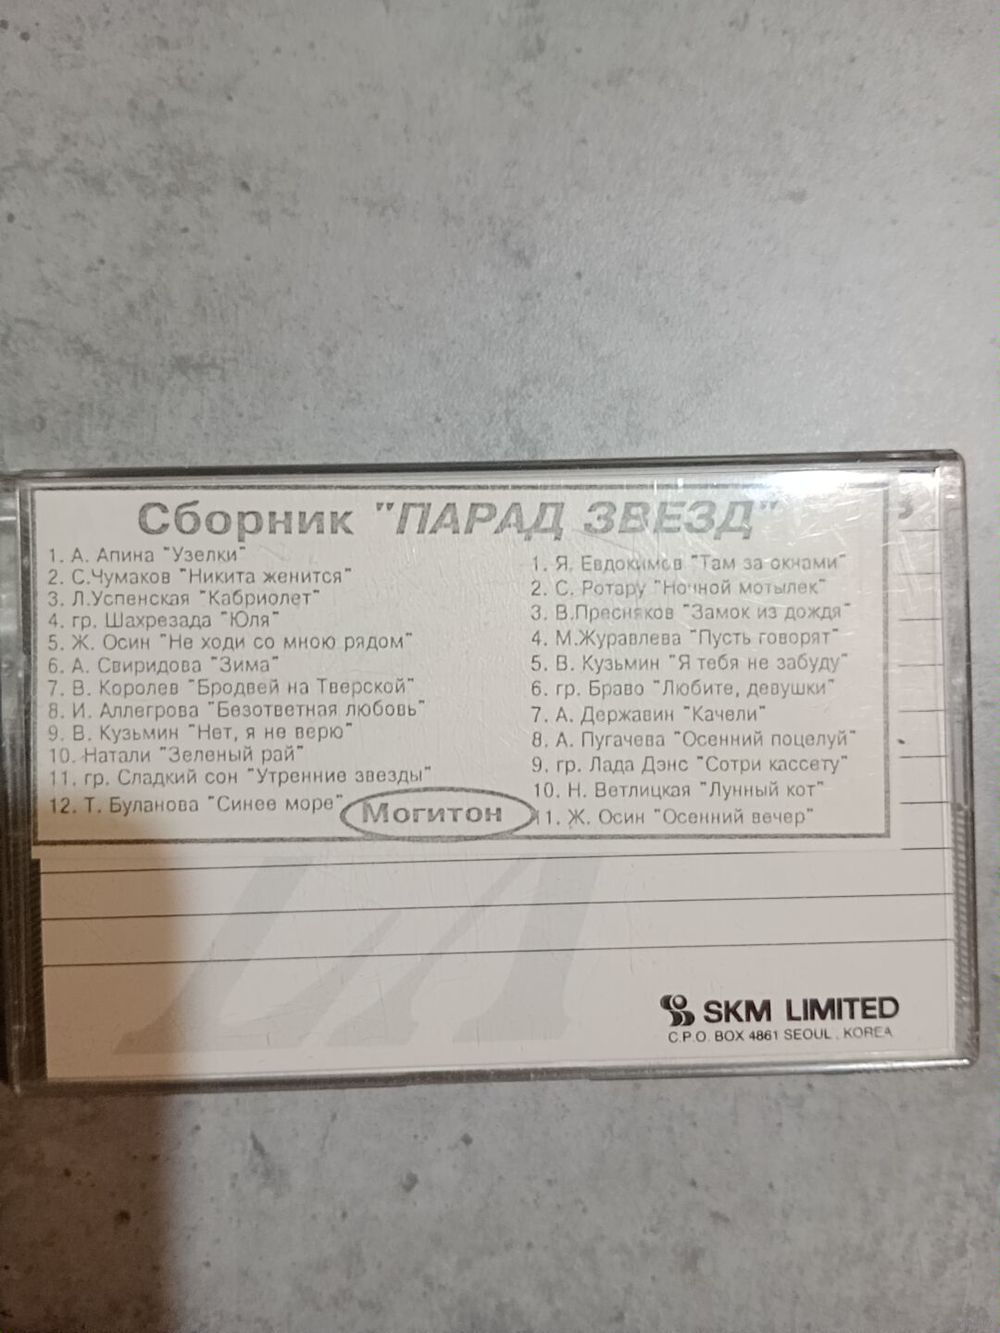 Сборник "ПАРАД ЗВЕЗД"
1. А. Апина "Узелки"
2. С.Чумаков "Никита женится"
3. Л.Успенская "Кабриолет"
4. гр. Шахрезада "Юля"
5. Ж. Осин "Не ходи со мною рядом"
6. А. Свиридова "Зима"
7. В. Королев "Бродвей на Тверской"
8. И. Аллегрова "Безответная любовь"
9. В. Кузьмин "Нет, я не верю"
10. Натали "Зеленый рай"
11. гр. Сладкий сон "Утренние звезды"
12. Т. Буланова "Синее море"
Могитон
1. Я. Евдокимов "Там за окнами"
2. С. Ротару "Ночной мотылек"
3. В.Пресняков "Замок из дождя"
4. М.Журавлева "Пусть говорят"
5. В. Кузьмин "Я тебя не забуду"
6. гр. Браво "Любите, девушки"
7. А. Державин "Качели"
8. А. Пугачева "Осенний поцелуй"
9. гр. Лада Дэнс "Сотри кассету"
10. Н. Ветлицкая "Лунный кот"
11. Ж. Осин "Осенний вечер"
SKM LIMITED
C.P.O. BOX 4861 SEOUL . KOREA